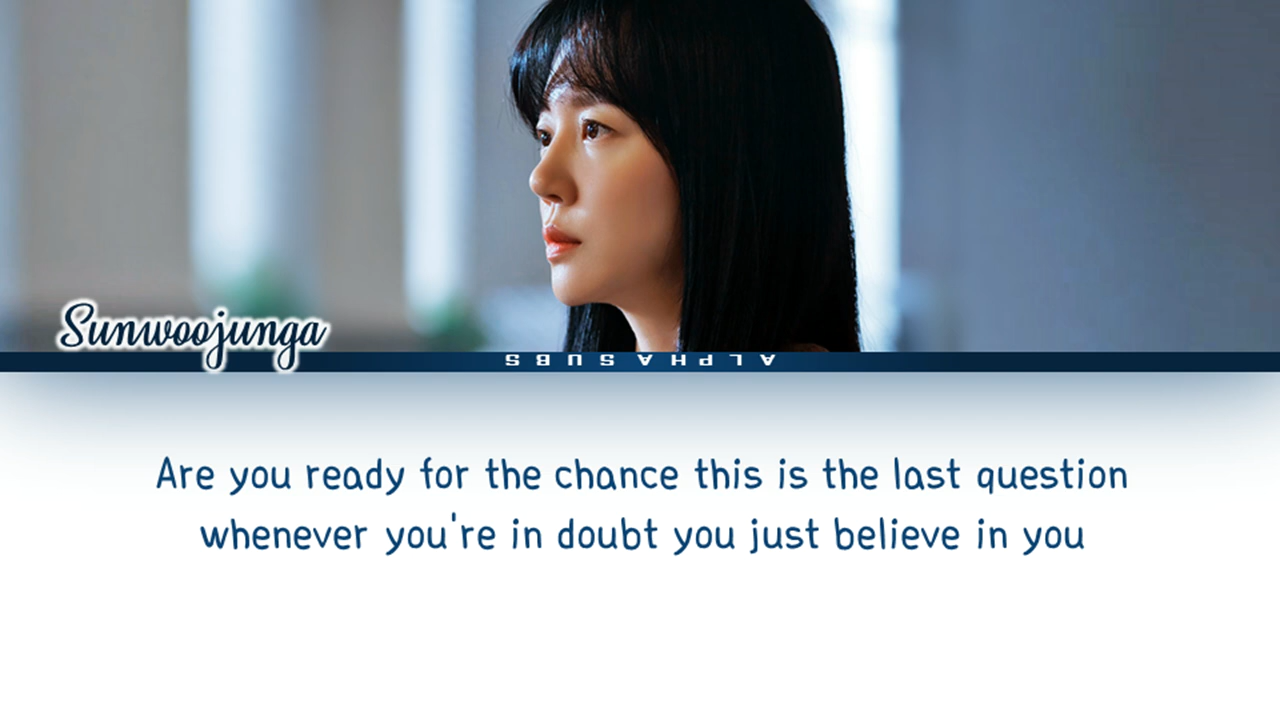 Sunwoojunga
ALPHASUBS
Are you ready for the chance this is the last question
whenever you're in doubt you just believe in you